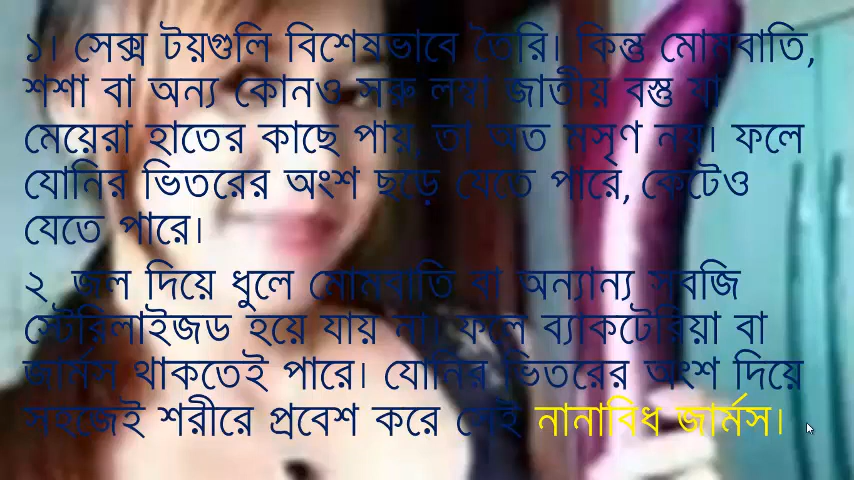 ১। সেক্স টয়গুলি বিশেষভাবে তৈরি। কিন্তু মোমবাতি,
শশা বা অন্য কোনও সরু লম্বা জাতীয় বস্তু যা
মেয়েরা হাতের কাছে পায়, তা অত মসৃণ নয়। ফলে
যোনির ভিতরের অংশ ছড়ে যেতে পারে, কেটেও
যেতে পারে।
২. জল দিয়ে ধুলে মোমবাতি বা অন্যান্য সবজি
স্টেরিলাইজড হয়ে যায় না। ফলে ব্যাকটেরিয়া বা
জার্মস থাকতেই পারে। যোনির ভিতরের অংশ দিয়ে
সহজেই শরীরে প্রবেশ করে সেই নানাবিধ জার্মস।